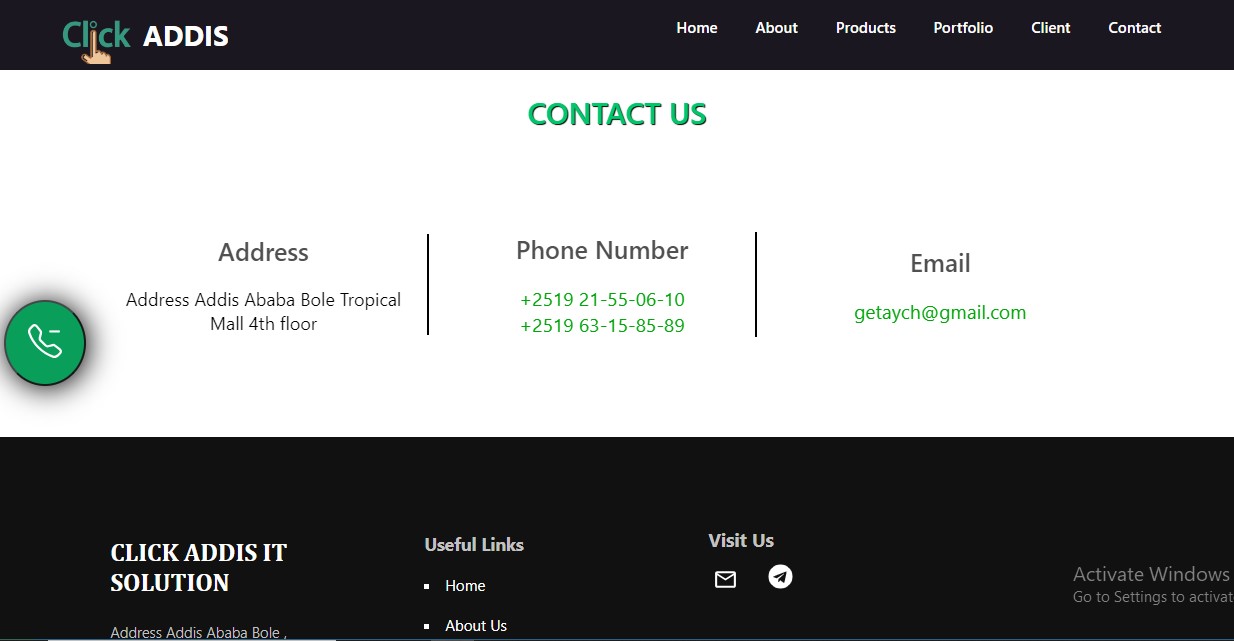 Click ADDIS
Home About Products Portfolio Client Contact
CONTACT US
Address
Address Addis Ababa Bole Tropical
Mall 4th floor
Phone Number
+2519 21-55-06-10
+2519 63-15-85-89
Email
getaych@gmail.com
CLICK ADDIS IT
SOLUTION
Address Addis Ababa Bole ,
Useful Links
Home
About Us
Visit Us
Activate Windows
Go to Settings to activat